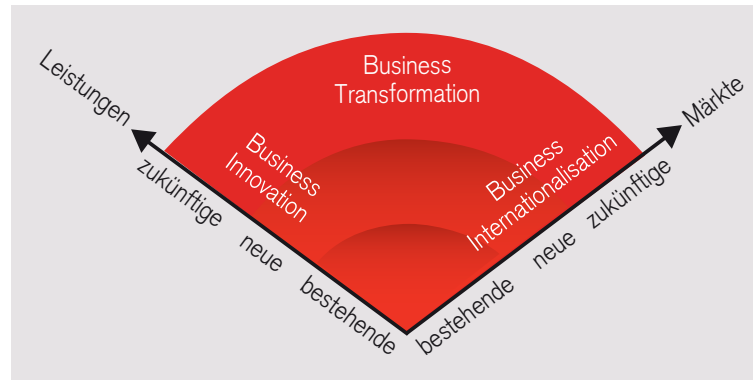 Business
Transformation
Leistungen
Märkte
Business
Innovation
Business
Internationalisation
zukünftige
neue
bestehende
bestehende
neue
zukünftige